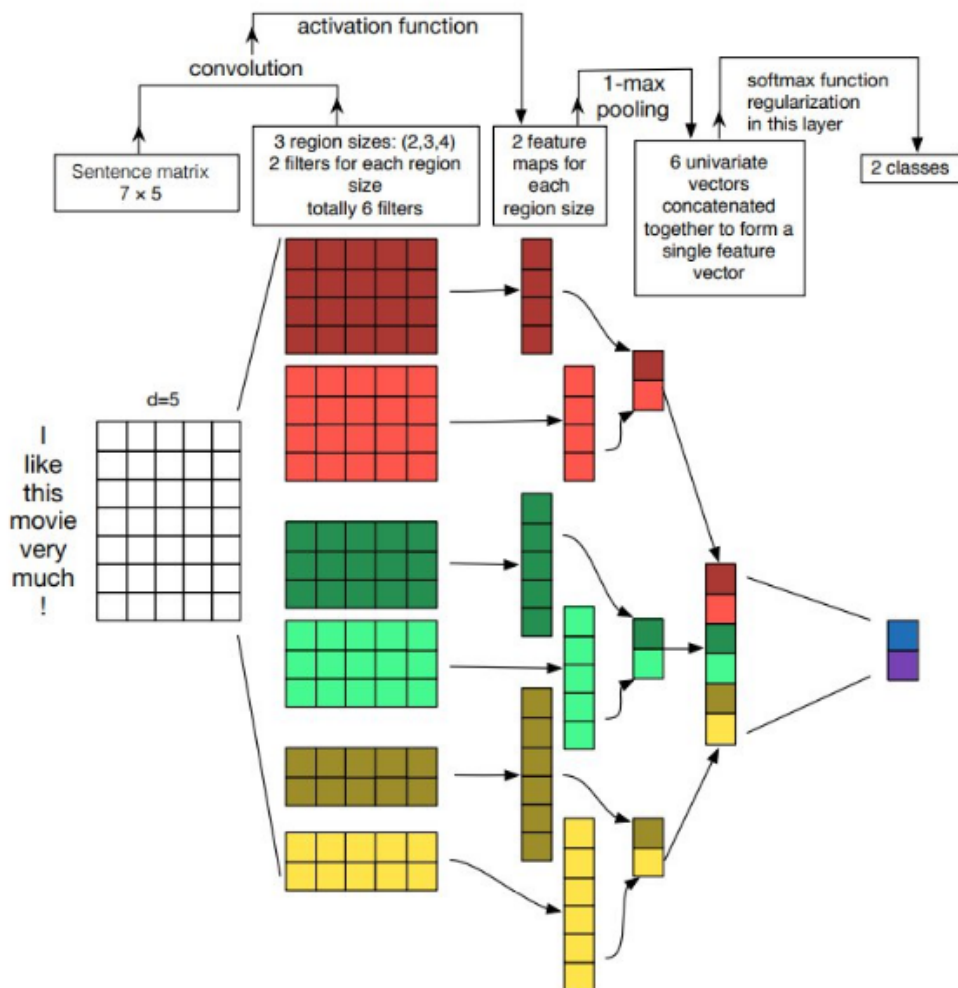 activation function
convolution
1-max
pooling
softmax function
regularization
in this layer
Sentence matrix
7 × 5
3 region sizes: (2,3,4)
2 filters for each region
size
totally 6 filters
2 feature
maps for
each
region size
6 univariate
vectors
concatenated
together to form a
single feature
vector
2 classes
d=5
I
like
this
movie
very
much
!